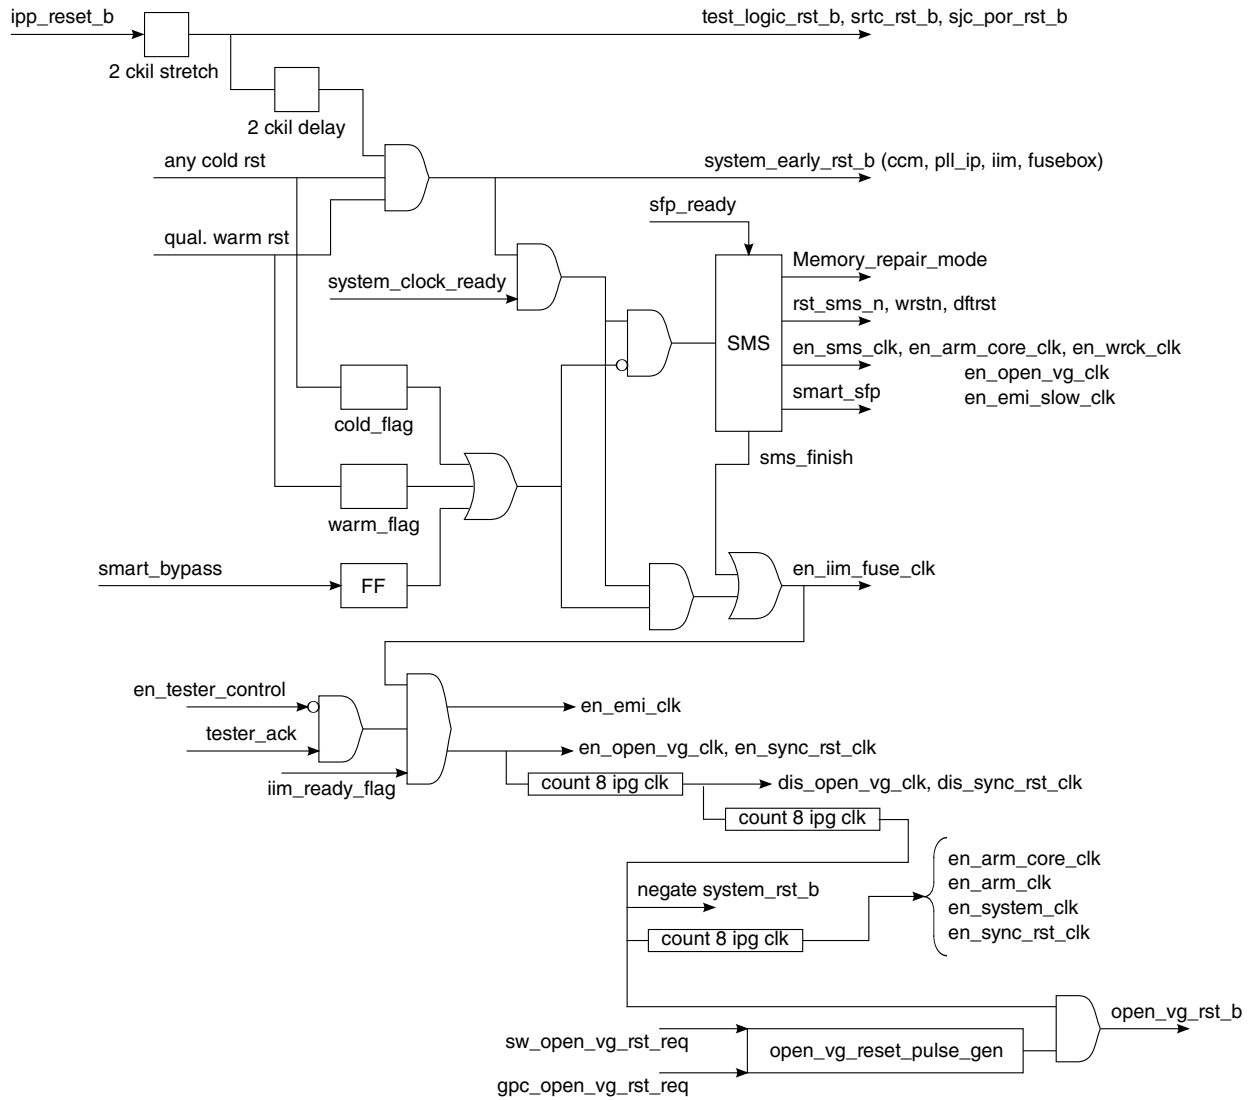 ipp_reset_b
test_logic_rst_b, srtc_rst_b, sjc_por_rst_b
2 ckil stretch
2 ckil delay
any cold rst
system_early_rst_b (ccm, pll_ip, iim, fusebox)
sfp_ready
qual. warm rst
Memory_repair_mode
system_clock_ready
rst_sms_n, wrstn, dftrst
SMS
en_sms_clk, en_arm_core_clk, en_wrck_clk
en_open_vg_clk
smart_sfp
en_emi_slow_clk
cold_flag
sms_finish
warm_flag
smart_bypass
FF
en_iim_fuse_clk
en_tester_control
en_emi_clk
tester_ack
en_open_vg_clk, en_sync_rst_clk
iim_ready_flag
count 8 ipg clk
dis_open_vg_clk, dis_sync_rst_clk
count 8 ipg clk
en_arm_core_clk
negate system_rst_b
en_arm_clk
en_system_clk
en_sync_rst_clk
count 8 ipg clk
open_vg_rst_b
sw_open_vg_rst_req
open_vg_reset_pulse_gen
gpc_open_vg_rst_req